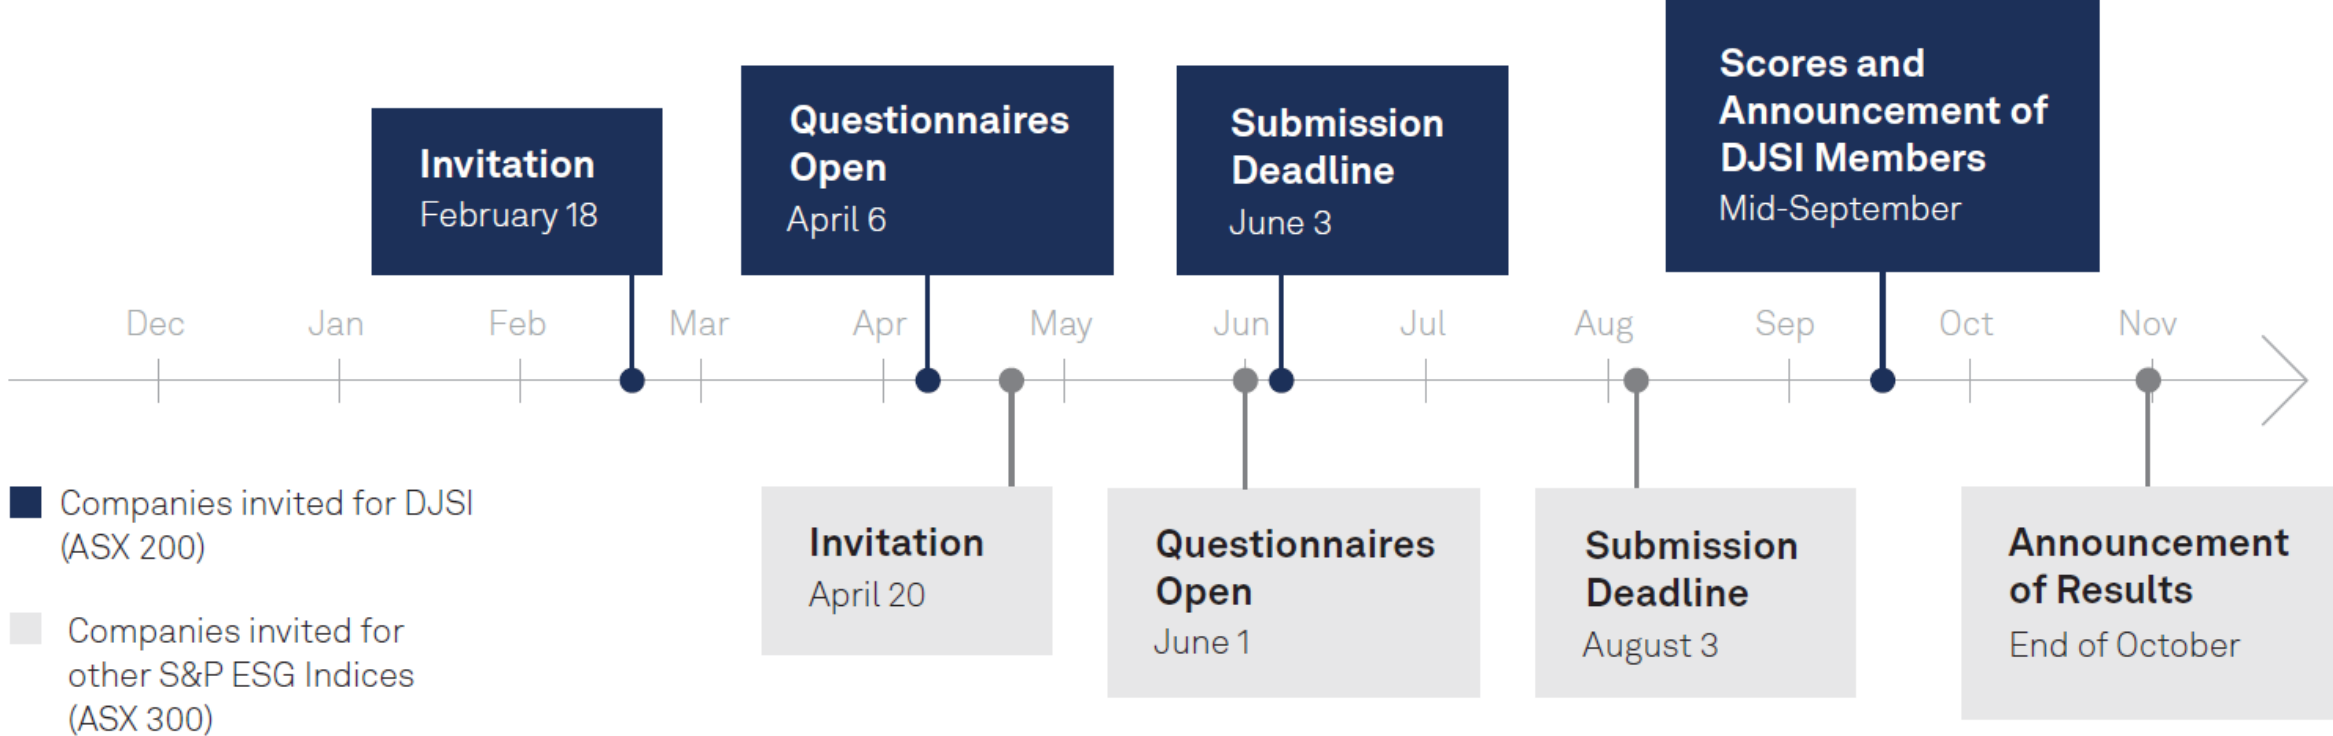 Scores and
Announcement of
DJSI Members
Mid-September
Questionnaires
Open
April 6
Submission
Deadline
June 3
Invitation
February 18
Dec Jan Feb Mar Apr May Jun Jul Aug Sep Oct Nov
Companies invited for DJSI
(ASX 200)
Companies invited for
other S&P ESG Indices
(ASX 300)
Invitation
April 20
Questionnaires
Open
June 1
Submission
Deadline
August 3
Announcement
of Results
End of October